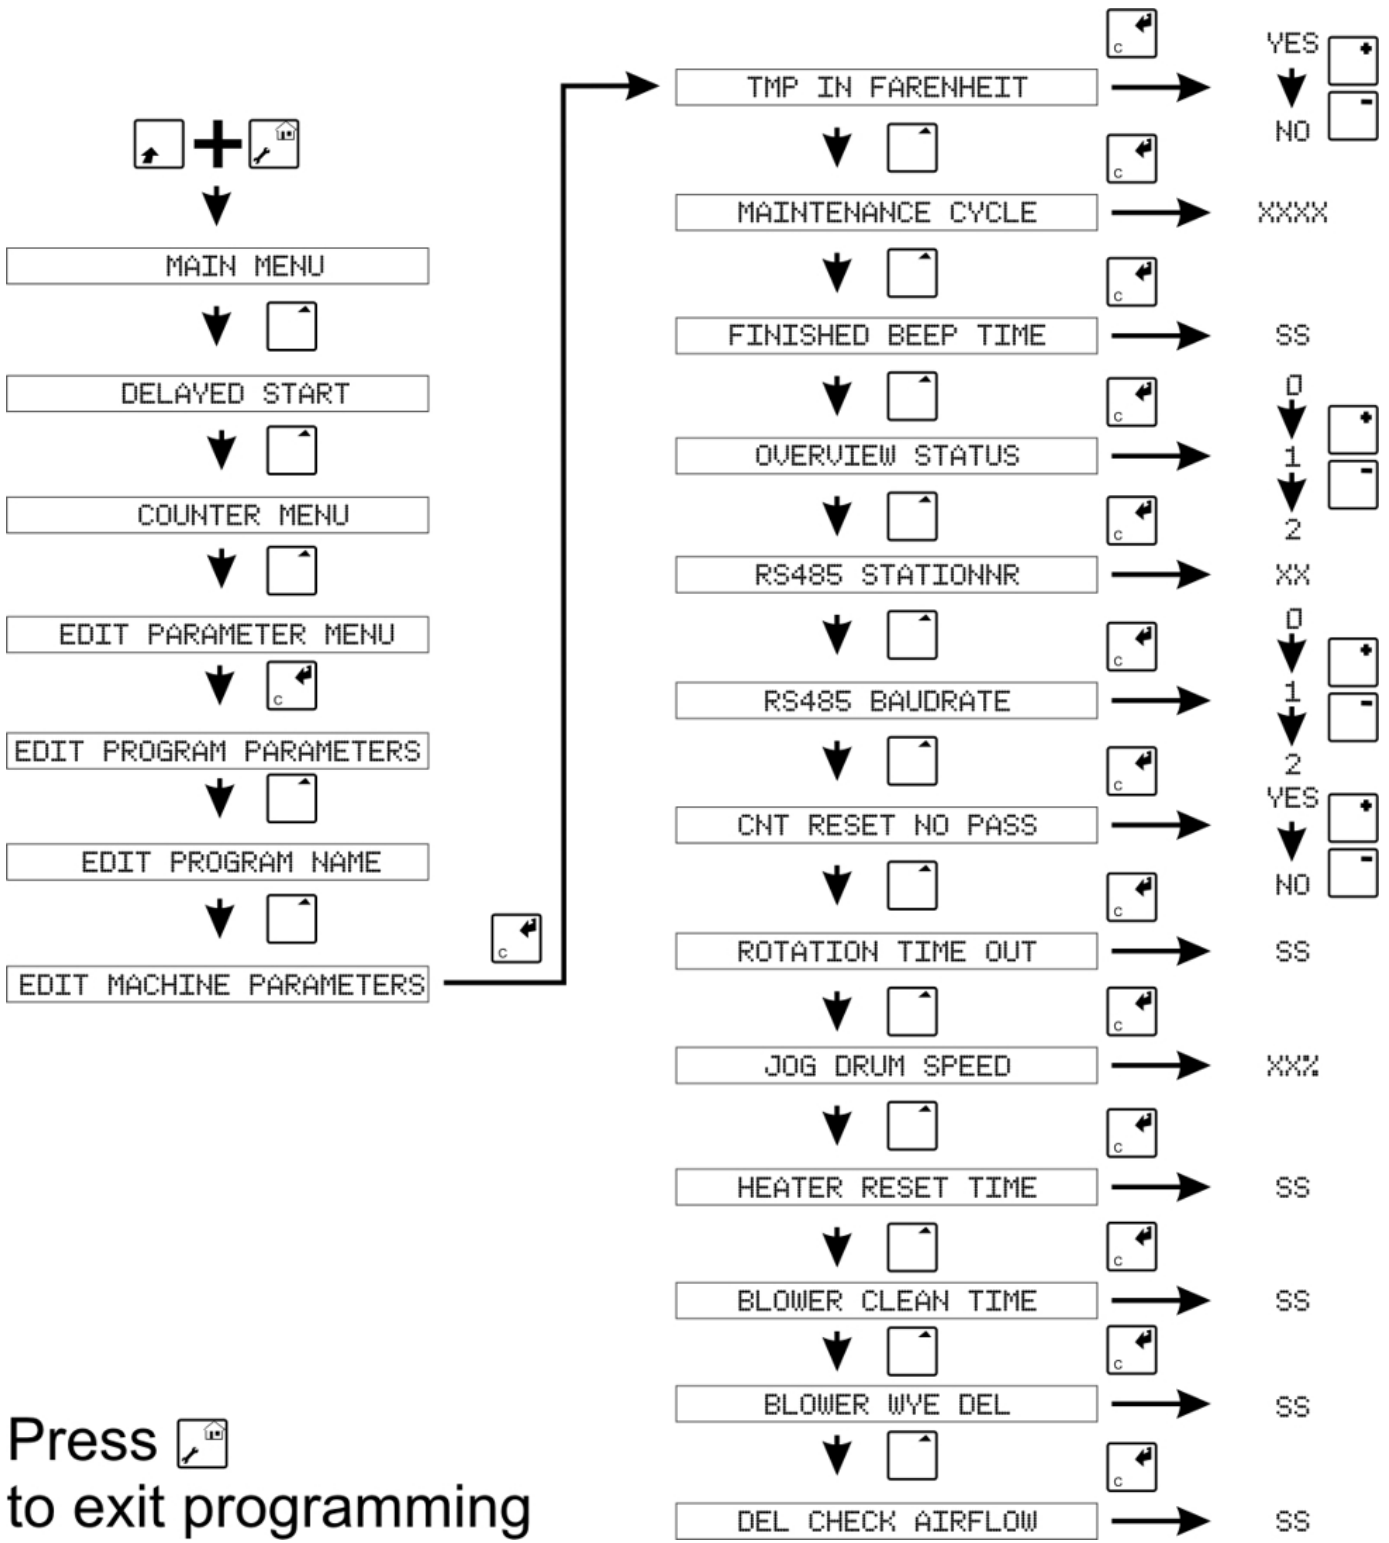 MAIN MENU
C
DELAYED START
COUNTER MENU
EDIT PARAMETER MENU
C
EDIT PROGRAM PARAMETERS
EDIT PROGRAM NAME
EDIT MACHINE PARAMETERS
C
Press
to exit programming
C
TMP IN FARENHEIT
YES
NO
C
MAINTENANCE CYCLE
XXXX
C
FINISHED BEEP TIME
SS
C
OVERVIEW STATUS
0
1
2
C
RS485 STATIONNR
XX
C
RS485 BAUDRATE
0
1
2
C
CNT RESET NO PASS
YES
NO
C
ROTATION TIME OUT
SS
C
JOG DRUM SPEED
XX%
C
HEATER RESET TIME
SS
C
BLOWER CLEAN TIME
SS
C
BLOWER WYE DEL
SS
C
DEL CHECK AIRFLOW
SS